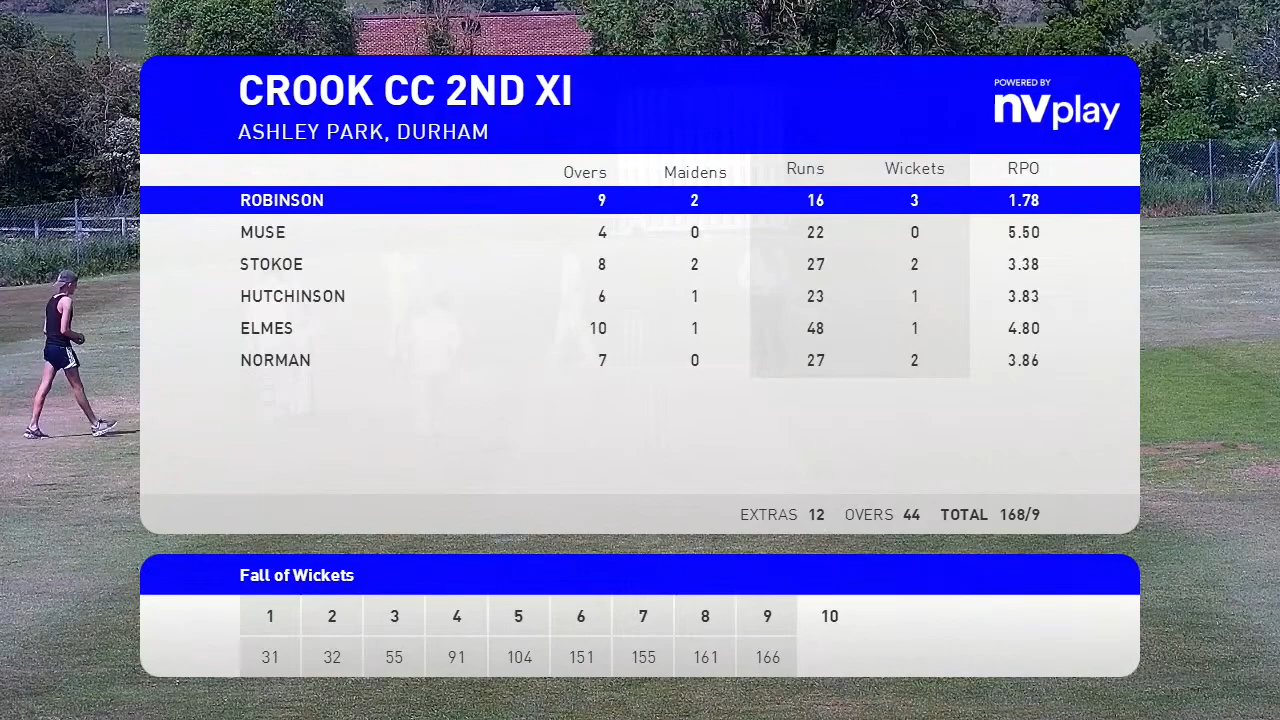 CROOK CC 2ND XI
ASHLEY PARK, DURHAM
POWERED BY
nvplay
Overs Maidens Runs Wickets RPO
ROBINSON 9 2 16 3 1.78
MUSE 4 0 22 0 5.50
STOKOE 8 2 27 2 3.38
HUTCHINSON 6 1 23 1 3.83
ELMES 10 1 48 1 4.80
NORMAN 7 0 27 2 3.86
EXTRAS 12 OVERS 44 TOTAL 168/9
Fall of Wickets
1 2 3 4 5 6 7 8 9 10
31 32 55 91 104 151 155 161 166